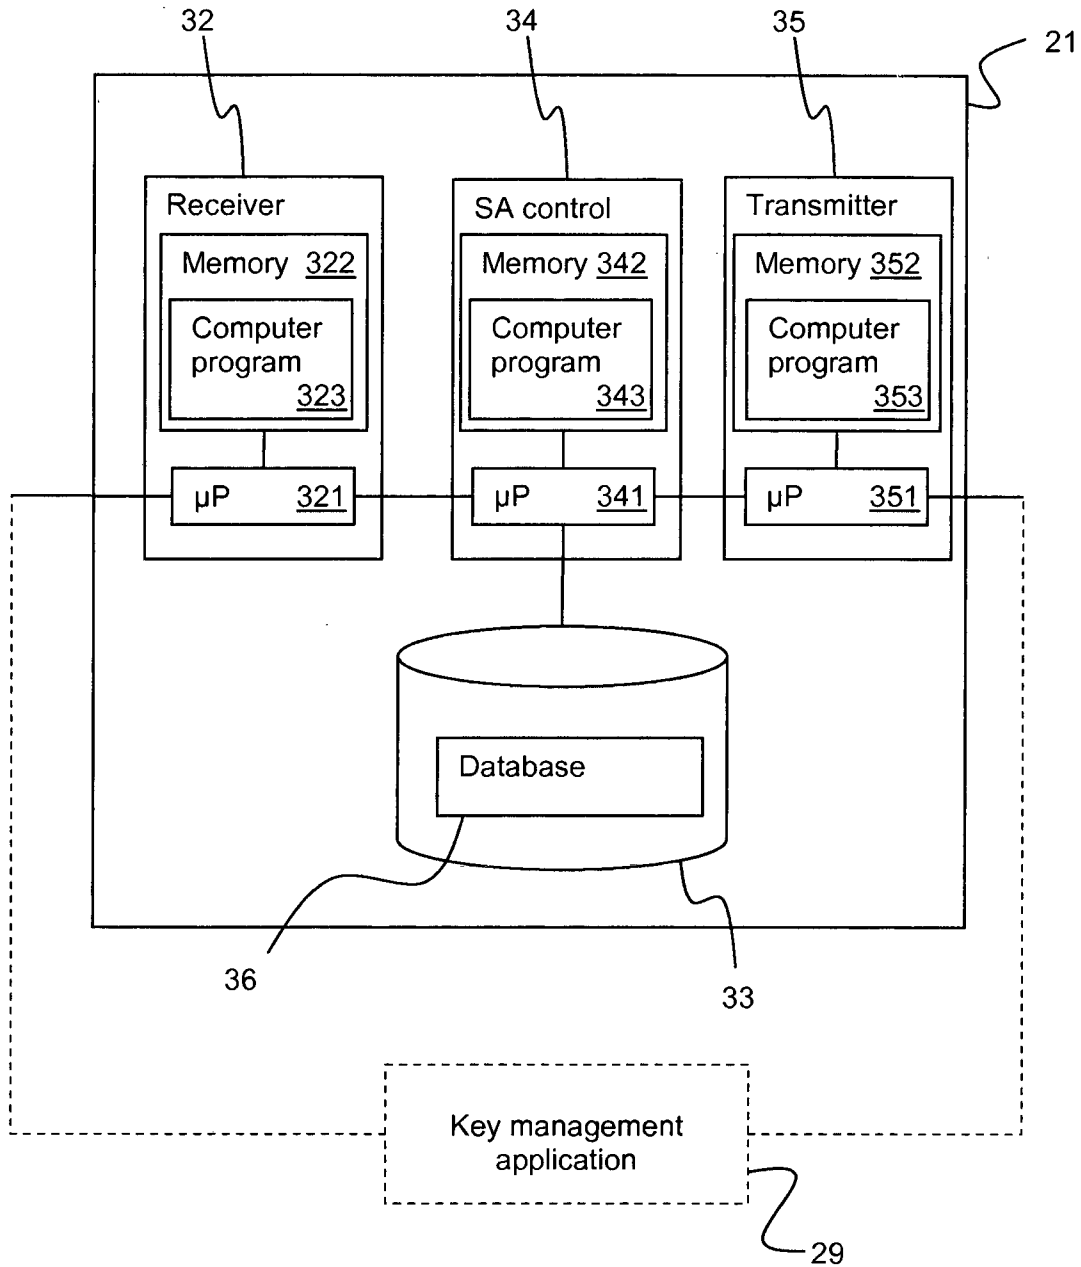 32
34
35
21
Receiver
SA control
Transmitter
Memory 322
Memory 342
Memory 352
Computer
program
323
Computer
program
343
Computer
program
353
µP 321
µP 341
µP 351
Database
36
33
Key management
application
29